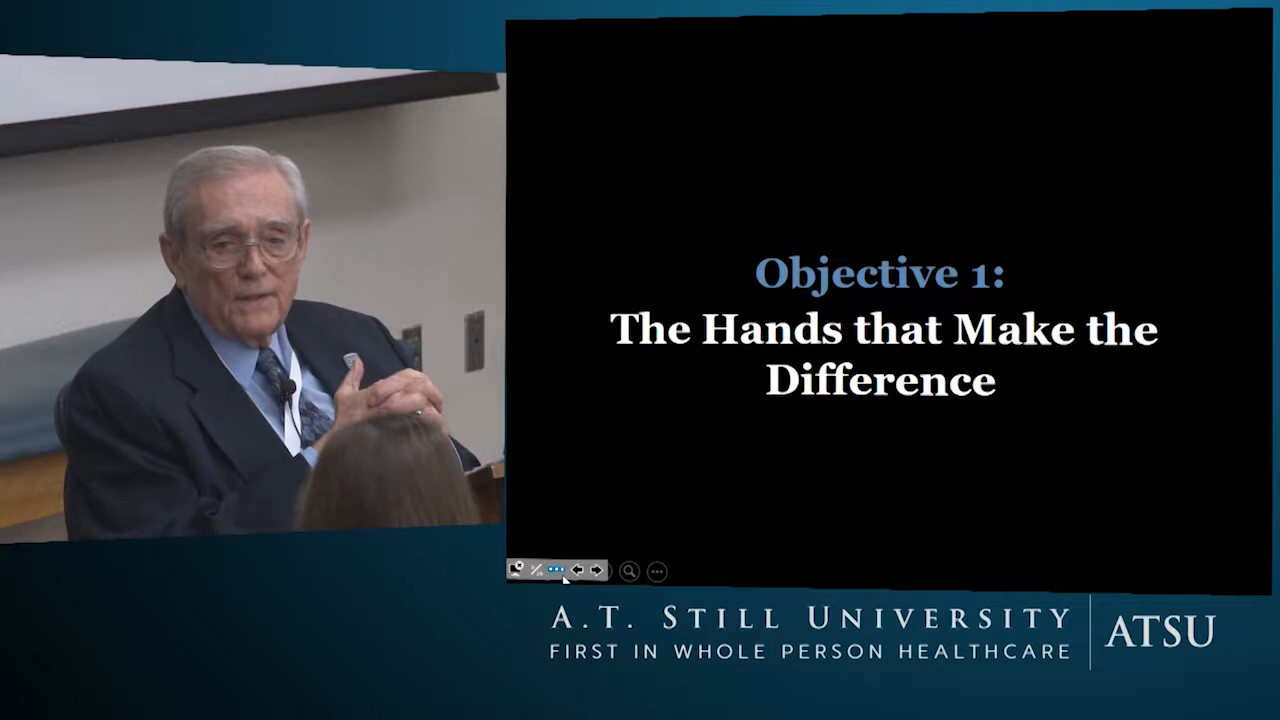 Objective 1:
The Hands that Make the
Difference
A.T. STILL UNIVERSITY
FIRST IN WHOLE PERSON HEALTHCARE
ATSU